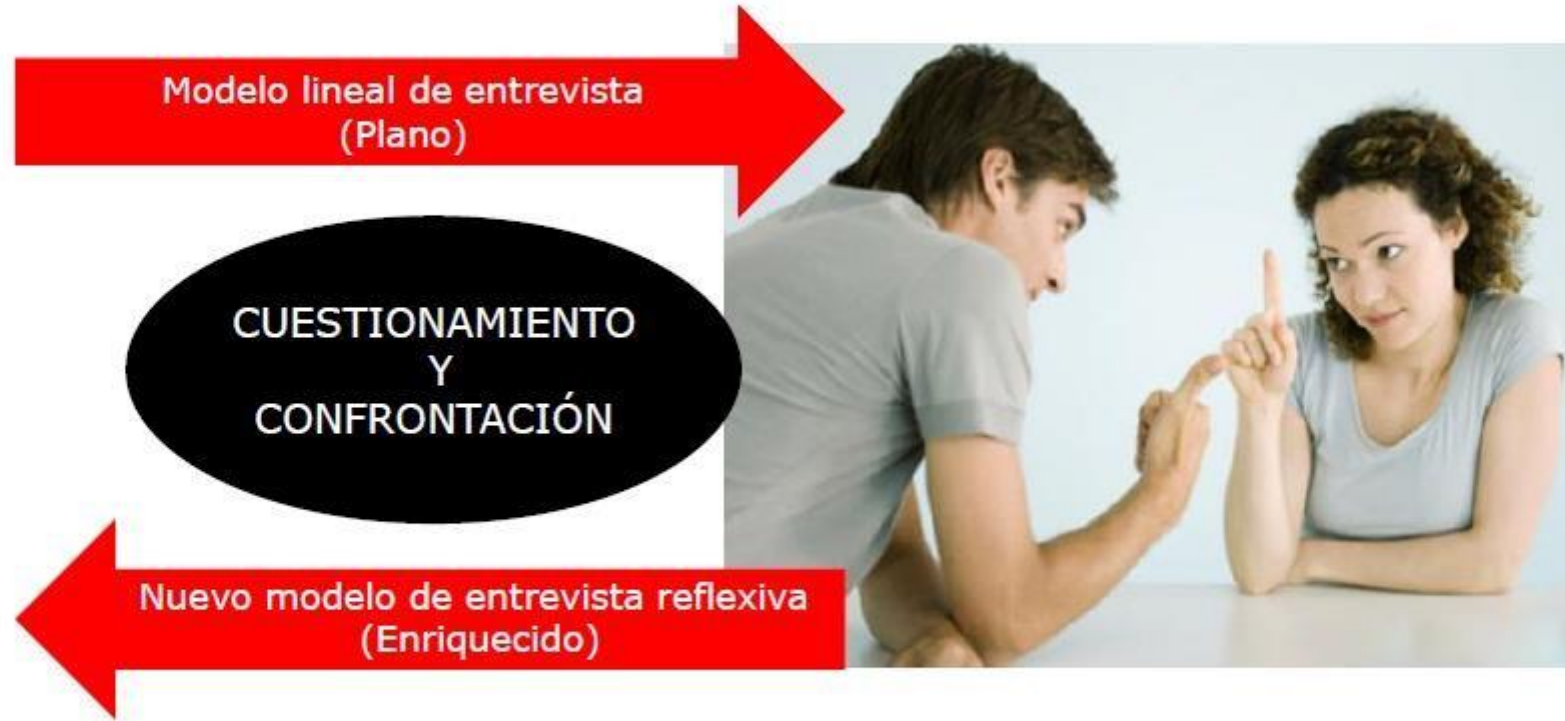 Modelo lineal de entrevista
(Plano)
CUESTIONAMIENTO
Y
CONFRONTACIÓN
Nuevo modelo de entrevista reflexiva
(Enriquecido)